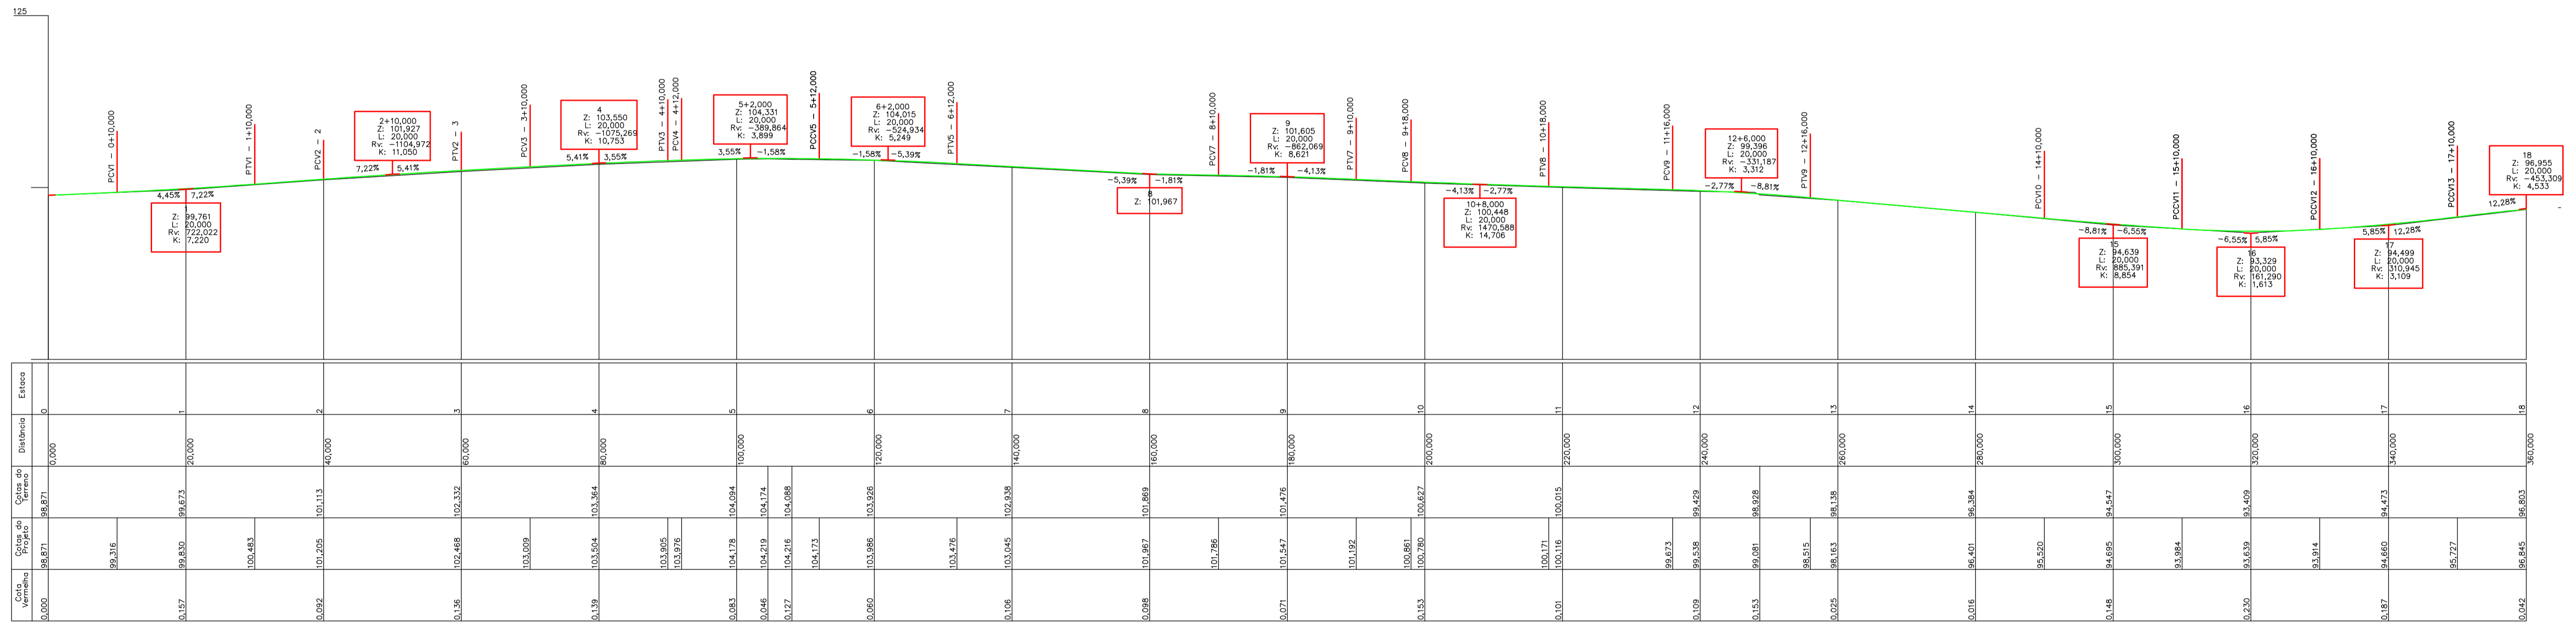 125
PCV1 - 0+10,000
PTV1 - 1+10,000
PCV2 - 2
PTV2 - 3
PCV3 - 3+10,000
PTV3 - 4+10,000
PCV4 - 4+12,000
PCCV5 - 5+12,000
PTV5 - 6+12,000
PCV7 - 8+10,000
PTV7 - 9+10,000
PCV8 - 9+18,000
PTV8 - 10+18,000
PCV9 - 11+16,000
PTV9 - 12+16,000
PCV10 - 14+10,000
PCCV11 - 15+10,000
PCCV12 - 16+10,000
PCCV13 - 17+10,000
4,45% 7,22%
1
Z: 99,761
L: 20,000
Rv: 722,022
K: 7,220
2+10,000
Z: 101,927
L: 20,000
Rv: -1104,972
K: 11,050
7,22% 5,41%
4
Z: 103,550
L: 20,000
Rv: -1075,269
K: 10,753
5,41% 3,55%
5+2,000
Z: 104,331
L: 20,000
Rv: -389,864
K: 3,899
3,55% -1,58%
6+2,000
Z: 104,015
L: 20,000
Rv: -524,934
K: 5,249
-1,58% -5,39%
-5,39% -1,81%
8
Z: 101,967
9
Z: 101,605
L: 20,000
Rv: -862,069
K: 8,621
-1,81% -4,13%
-4,13% -2,77%
10+8,000
Z: 100,448
L: 20,000
Rv: 1470,588
K: 14,706
12+6,000
Z: 99,396
L: 20,000
Rv: -331,187
K: 3,312
-2,77% -8,81%
-8,81% -6,55%
15
Z: 94,639
L: 20,000
Rv: 885,391
K: 8,854
-6,55% 5,85%
16
Z: 93,329
L: 20,000
Rv: 161,290
K: 1,613
5,85% 12,28%
17
Z: 94,499
L: 20,000
Rv: 310,945
K: 3,109
18
Z: 96,955
L: 20,000
Rv: -453,309
K: 4,533
12,28%
Estaca
0 1 2 3 4 5 6 7 8 9 10 11 12 13 14 15 16 17 18
Distância
0,000 20,000 40,000 60,000 80,000 100,000 120,000 140,000 160,000 180,000 200,000 220,000 240,000 260,000 280,000 300,000 320,000 340,000 360,000
Cotas do
Terreno
98,871 99,673 101,113 102,332 103,364 104,094 104,174 104,088 103,926 102,938 101,869 101,476 100,627 100,015 99,429 98,928 98,138 96,384 94,547 93,409 94,473 96,803
Cotas do
Projeto
98,871 99,316 99,830 100,483 101,205 102,468 103,009 103,504 103,905 103,976 104,178 104,219 104,216 104,173 103,986 103,476 103,045 101,967 101,786 101,547 101,192 100,861 100,780 100,171 100,116 99,673 99,538 99,081 98,515 98,163 96,401 95,520 94,695 93,984 93,639 93,914 94,660 95,727 96,845
Cota
Vermelha
0,000 0,157 0,092 0,136 0,139 0,083 0,046 0,127 0,060 0,106 0,098 0,071 0,153 0,101 0,109 0,153 0,025 0,016 0,148 0,230 0,187 0,042